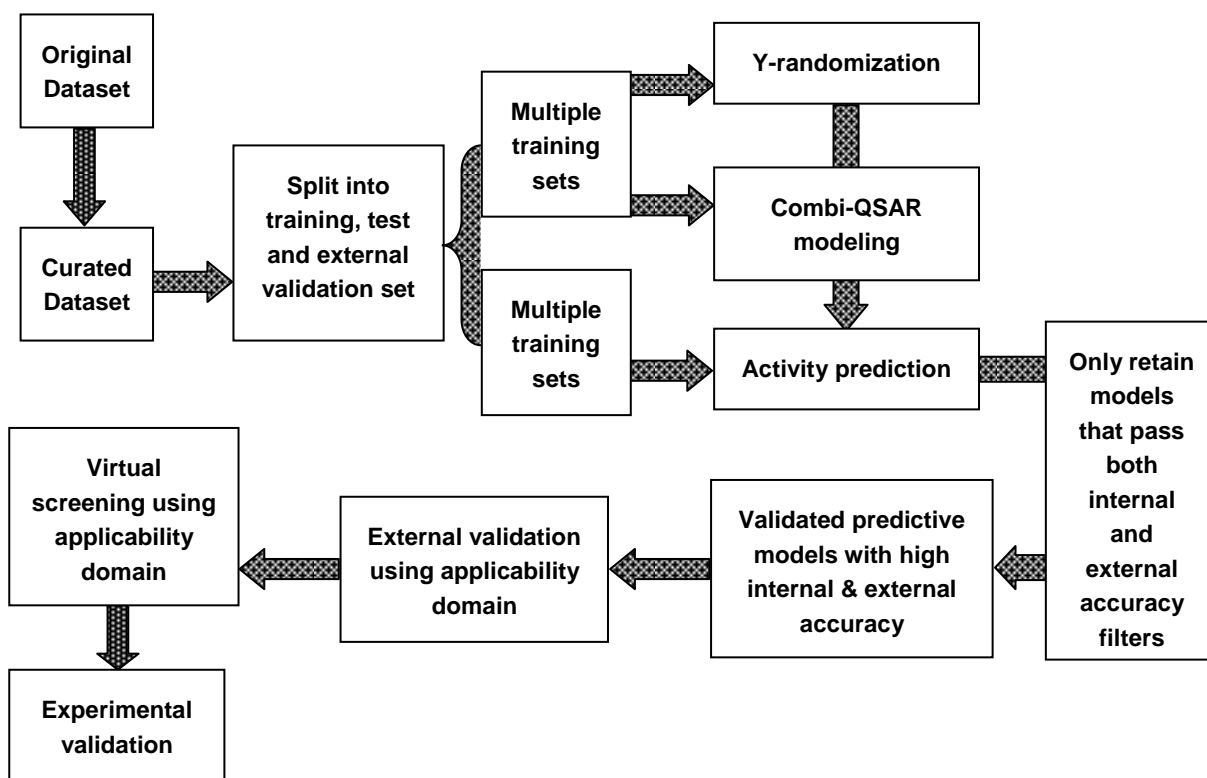 Original
Dataset
Curated
Dataset
Split into
training, test
and external
validation set
Multiple
training
sets
Multiple
training
sets
Y-randomization
Combi-QSAR
modeling
Activity prediction
Only retain
models
that pass
both
internal
and
external
accuracy
filters
Validated predictive
models with high
internal & external
accuracy
External validation
using applicability
domain
Virtual
screening using
applicability
domain
Experimental
validation